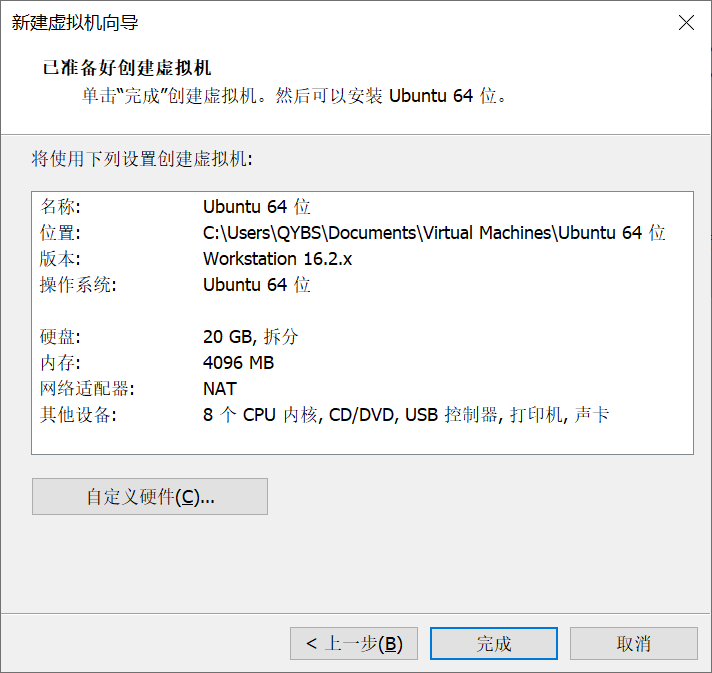 新建虚拟机向导
已准备好创建虚拟机
单击“完成”创建虚拟机。然后可以安装 Ubuntu 64 位。
将使用下列设置创建虚拟机:
名称: Ubuntu 64 位
位置: C:\Users\QYBS\Documents\Virtual Machines\Ubuntu 64 位
版本: Workstation 16.2.x
操作系统: Ubuntu 64 位
硬盘: 20 GB, 拆分
内存: 4096 MB
网络适配器: NAT
其他设备: 8 个 CPU 内核, CD/DVD, USB 控制器, 打印机, 声卡
自定义硬件(C)...
< 上一步(B) 完成 取消